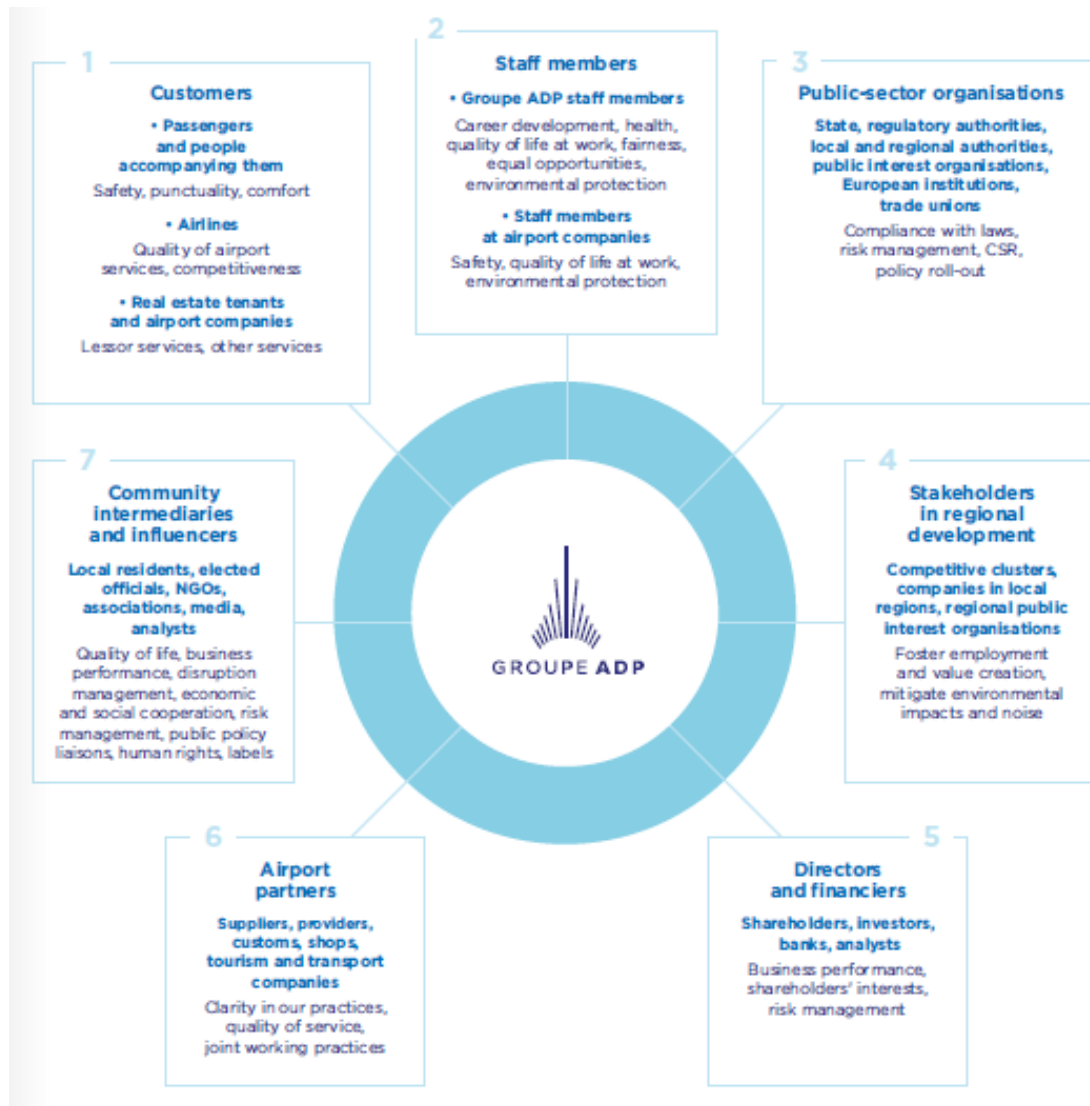 1
Customers
• Passengers
and people
accompanying them
Safety, punctuality, comfort
• Airlines
Quality of airport
services, competitiveness
• Real estate tenants
and airport companies
Lessor services, other services
2
Staff members
• Groupe ADP staff members
Career development, health,
quality of life at work, fairness,
equal opportunities,
environmental protection
• Staff members
at airport companies
Safety, quality of life at work,
environmental protection
3
Public-sector organisations
State, regulatory authorities,
local and regional authorities,
public interest organisations,
European institutions,
trade unions
Compliance with laws,
risk management, CSR,
policy roll-out
4
Stakeholders
in regional
development
Competitive clusters,
companies in local
regions, regional public
interest organisations
Foster employment
and value creation,
mitigate environmental
impacts and noise
5
Directors
and financiers
Shareholders, investors,
banks, analysts
Business performance,
shareholders' interests,
risk management
6
Airport
partners
Suppliers, providers,
customs, shops,
tourism and transport
companies
Clarity in our practices,
quality of service,
joint working practices
7
Community
intermediaries
and influencers
Local residents, elected
officials, NGOs,
associations, media,
analysts
Quality of life, business
performance, disruption
management, economic
and social cooperation, risk
management, public policy
liaisons, human rights, labels
GROUPE ADP